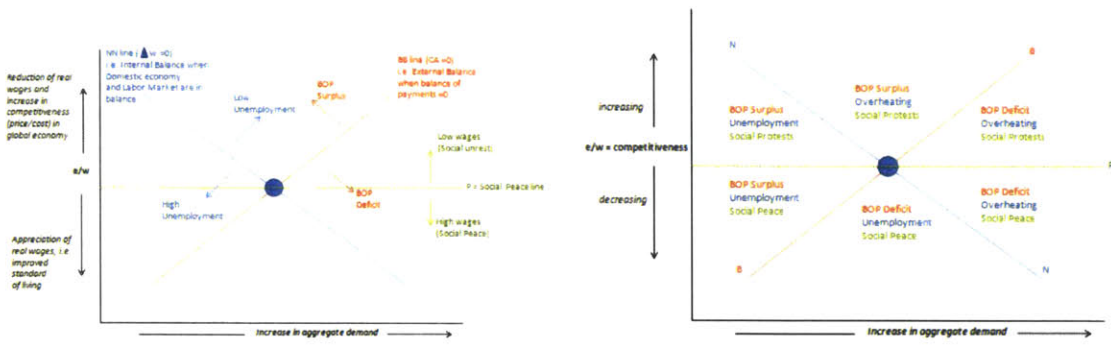 NN line (▲w =0)
i.e. Internal Balance when
Domestic economy
and Labor Market are in
balance
BB line (CA =0)
i.e. External Balance
when balance of
payments =0
Reduction of real
wages and
increase in
competitiveness
(price/cost) in
global economy
e/w
Appreciation of
real wages, i.e
improved
standard
of living
Low
Unemployment
BOP
Surplus
Low wages
(Social unrest)
P = Social Peace line
High
Unemployment
BOP
Deficit
High wages
(Social Peace)
Increase in aggregate demand
increasing
e/w = competitiveness
decreasing
N
B
BOP Surplus
Overheating
Social Protests
BOP Surplus
Unemployment
Social Protests
BOP Deficit
Overheating
Social Protests
P
BOP Surplus
Unemployment
Social Peace
BOP Deficit
Unemployment
Social Peace
BOP Deficit
Overheating
Social Peace
B
N
Increase in aggregate demand